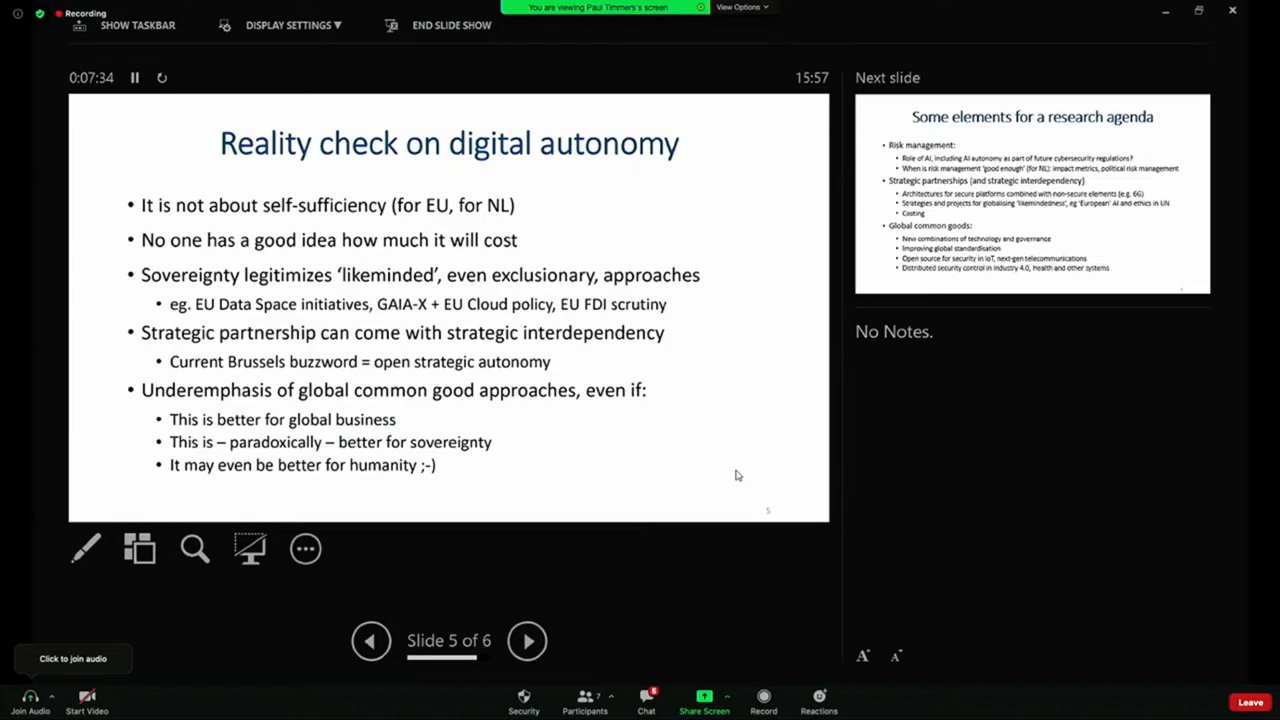 Recording
You are viewing Paul Timmers's screen
View Options
SHOW TASKBAR
DISPLAY SETTINGS ▼
END SLIDE SHOW
0:07:34
15:57
Reality check on digital autonomy
• It is not about self-sufficiency (for EU, for NL)
• No one has a good idea how much it will cost
• Sovereignty legitimizes ‘likeminded’, even exclusionary, approaches
• eg. EU Data Space initiatives, GAIA-X + EU Cloud policy, EU FDI scrutiny
• Strategic partnership can come with strategic interdependency
• Current Brussels buzzword = open strategic autonomy
• Underemphasis of global common good approaches, even if:
• This is better for global business
• This is – paradoxically – better for sovereignty
• It may even be better for humanity ;-)
5
Next slide
Some elements for a research agenda
• Risk management:
• Role of AI, including AI autonomy as part of future cybersecurity regulations?
• When is risk management ‘good enough’ (for NL): impact metrics, political risk management
• Strategic partnerships (and strategic interdependency)
• Architectures for secure platforms combined with non-secure elements (e.g. 6G)
• Strategies and projects for globalising ‘likemindedness’, eg ‘European’ AI and ethics in UN
• Costing
• Global common goods:
• New combinations of technology and governance
• Improving global standardisation
• Open source for security in IoT, next-gen telecommunications
• Distributed security control in Industry 4.0, Health and other systems
No Notes.
Slide 5 of 6
A A
Click to join audio
Join Audio
Start Video
Security
Participants
7
Chat
Share Screen
Record
Reactions
Leave